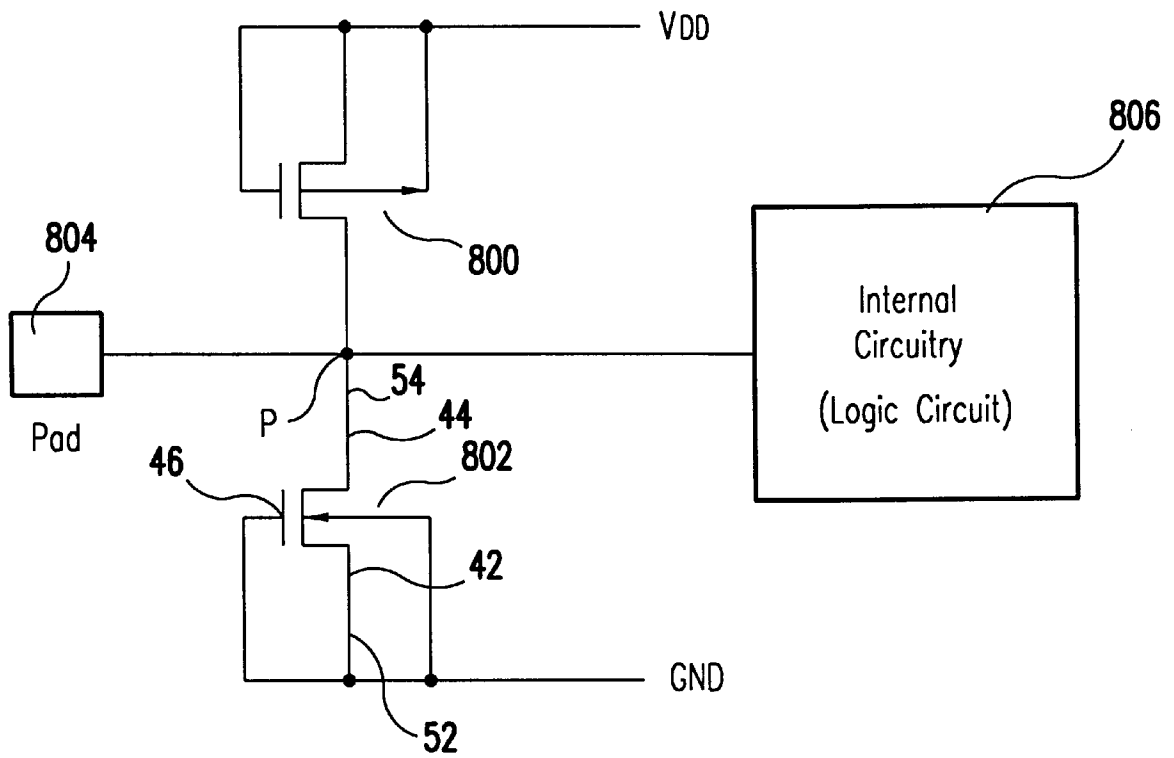 VDD
806
804
800
Internal
Circuitry
(Logic Circuit)
54
P
44
Pad
802
46
42
GND
52